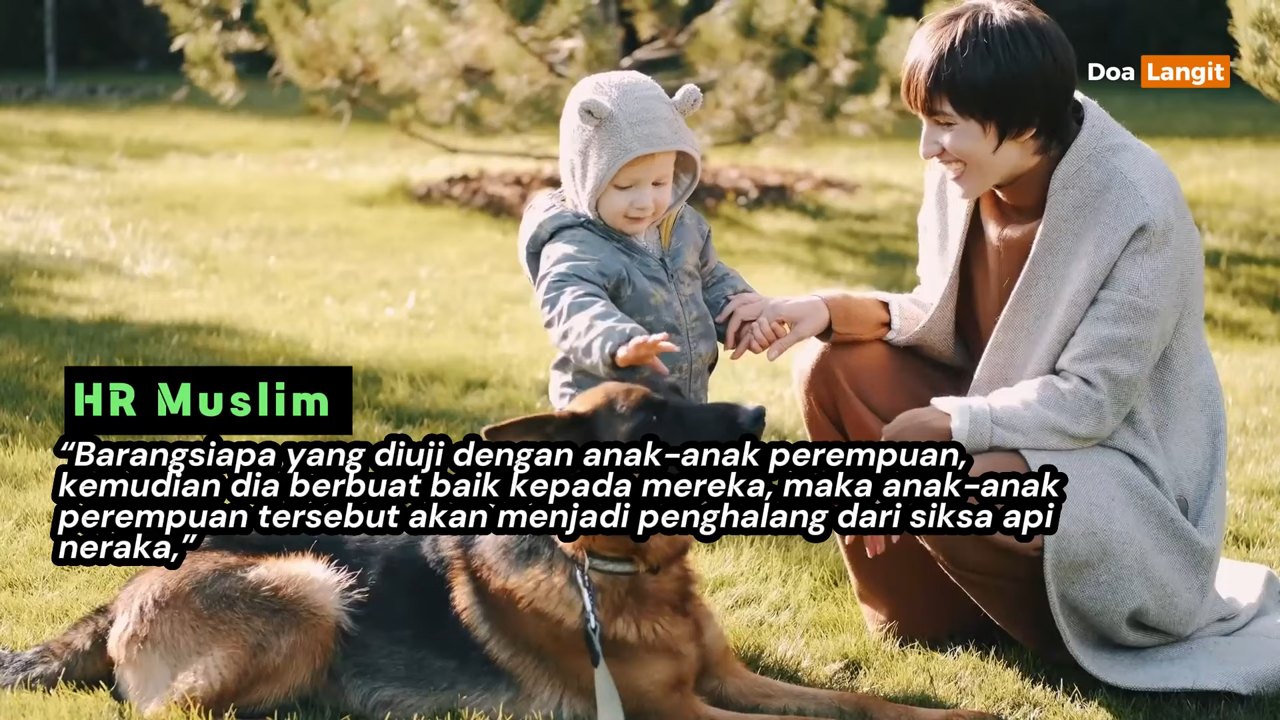 Doa Langit
HR Muslim
“Barangsiapa yang diuji dengan anak-anak perempuan,
kemudian dia berbuat baik kepada mereka, maka anak-anak
perempuan tersebut akan menjadi penghalang dari siksa api
neraka,”